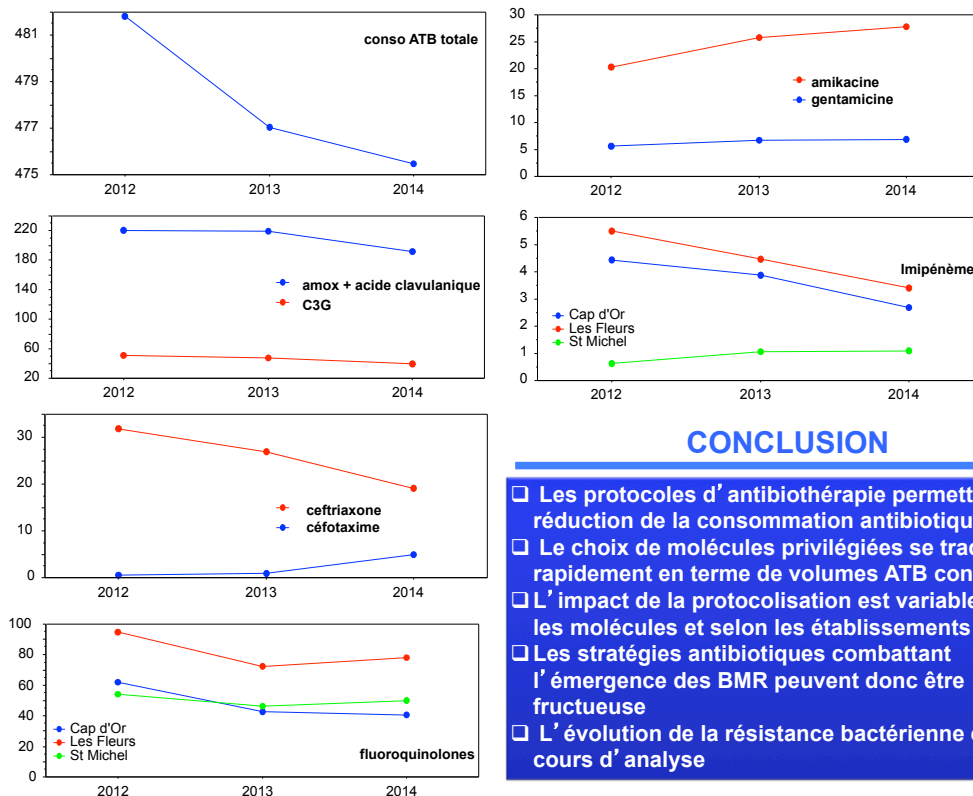 481
479
477
475
conso ATB totale
2012 2013 2014
30
25
20
15
10
5
0
amikacine
gentamicine
2012 2013 2014
220
180
140
100
60
20
amox + acide clavulanique
C3G
2012 2013 2014
6
5
4
3
2
1
0
Imipénème
Cap d'Or
Les Fleurs
St Michel
2012 2013 2014
30
20
10
0
ceftriaxone
céfotaxime
2012 2013 2014
100
80
60
40
20
0
Cap d'Or
Les Fleurs
St Michel
fluoroquinolones
2012 2013 2014
CONCLUSION
❑ Les protocoles d'antibiothérapie
réduction de la consommation
❑ Le choix de molécules privilégiées se
rapidement en terme de volumes ATB
❑ L'impact de la protocolisation est variable
les molécules et selon les établissements
❑ Les stratégies antibiotiques combattant
l'émergence des BMR peuvent donc être
fructueuse
❑ L'évolution de la résistance bactérienne
cours d'analyse